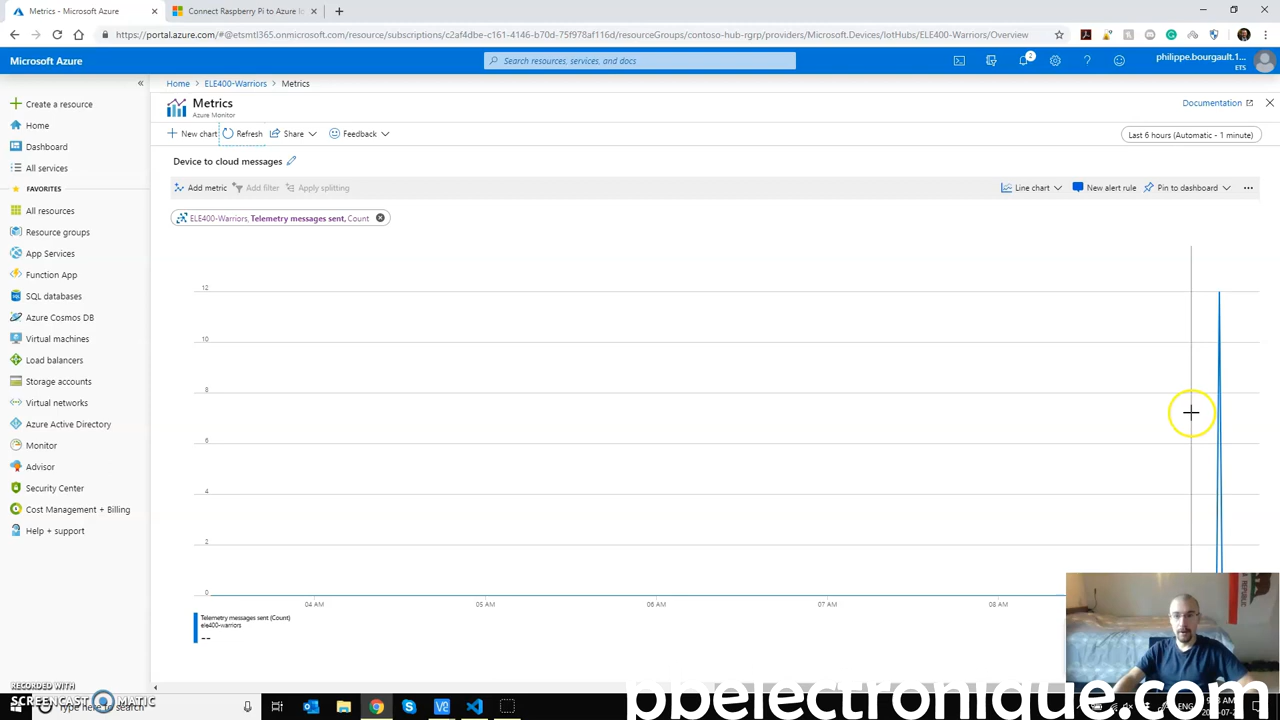 Metrics - Microsoft Azure
Connect Raspberry Pi to Azure Io
https://portal.azure.com/#@etsmtl365.onmicrosoft.com/resource/subscriptions/c2af4dbe-c161-4146-b70d-75f978af116d/resourceGroups/contoso-hub-rgrp/providers/Microsoft.Devices/IotHubs/ELE400-Warriors/Overview
Microsoft Azure
Search resources, services, and docs
2
philippe.bourgault.1...
ETS
Home > ELE400-Warriors > Metrics
Metrics
Azure Monitor
Documentation
New chart
Refresh
Share
Feedback
Last 6 hours (Automatic - 1 minute)
Device to cloud messages
Add metric
Add filter
Apply splitting
Line chart
New alert rule
Pin to dashboard
ELE400-Warriors, Telemetry messages sent, Count
Create a resource
Home
Dashboard
All services
FAVORITES
All resources
Resource groups
App Services
Function App
SQL databases
Azure Cosmos DB
Virtual machines
Load balancers
Storage accounts
Virtual networks
Azure Active Directory
Monitor
Advisor
Security Center
Cost Management + Billing
Help + support
12
10
8
6
4
2
0
04 AM
05 AM
06 AM
07 AM
08 AM
Telemetry messages sent (Count)
ele400-warriors
--
RECORDED WITH
SCREENCAST MATIC
Type here to search
pbelectronique.com